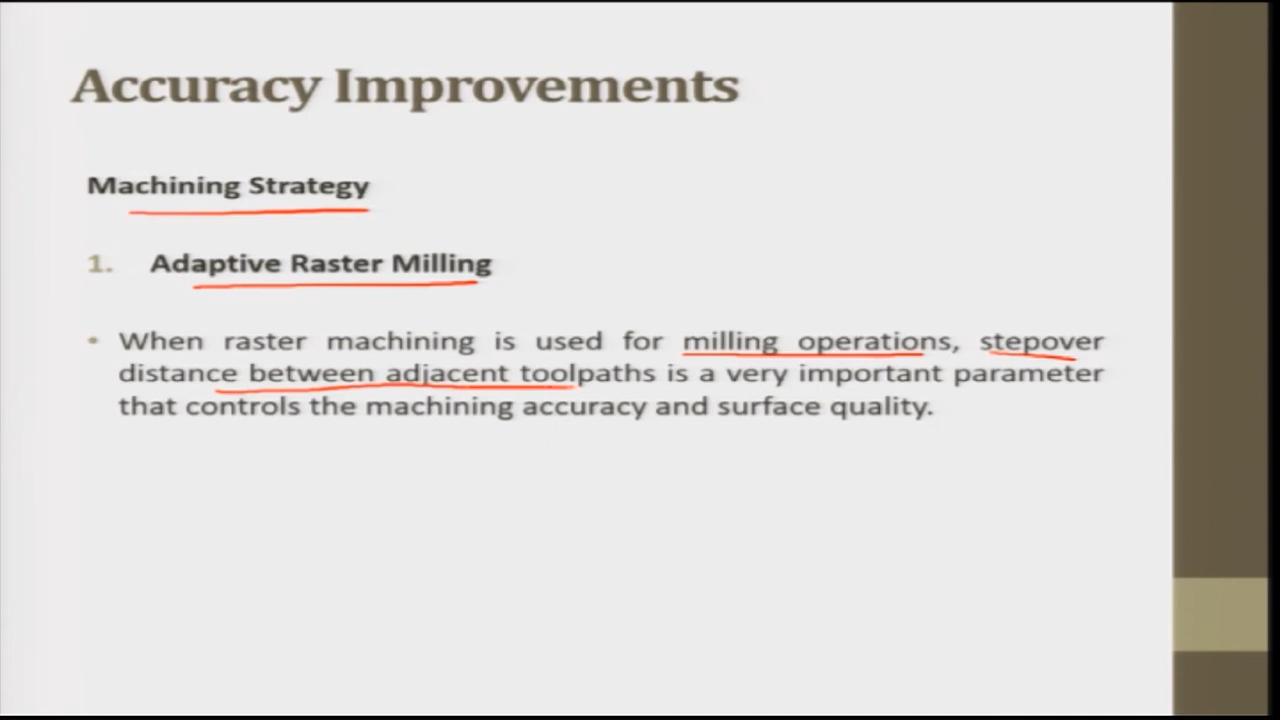 Accuracy Improvements
Machining Strategy
1. Adaptive Raster Milling
• When raster machining is used for milling operations, stepover
distance between adjacent toolpaths is a very important parameter
that controls the machining accuracy and surface quality.